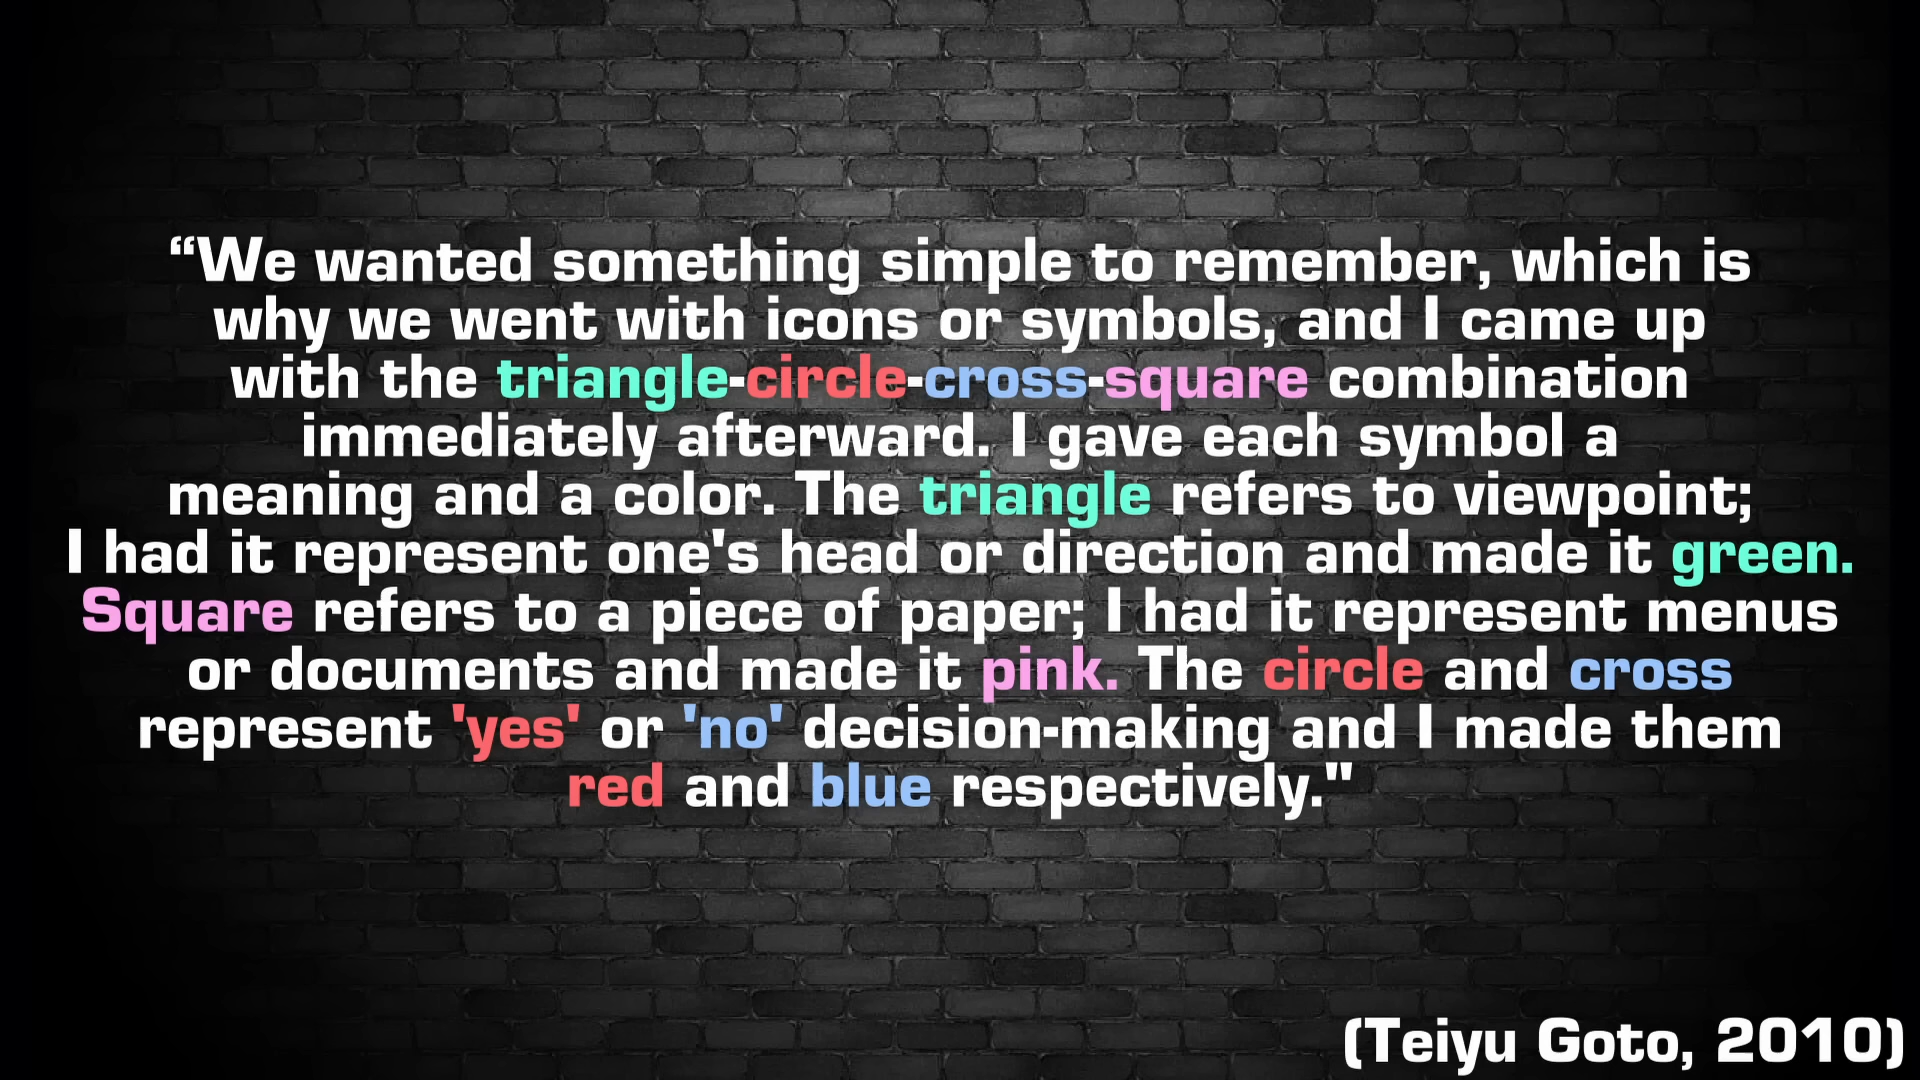 “We wanted something simple to remember, which is
why we went with icons or symbols, and I came up
with the triangle-circle-cross-square combination
immediately afterward. I gave each symbol a
meaning and a color. The triangle refers to viewpoint;
I had it represent one's head or direction and made it green.
Square refers to a piece of paper; I had it represent menus
or documents and made it pink. The circle and cross
represent 'yes' or 'no' decision-making and I made them
red and blue respectively."
(Teiyu Goto, 2010)